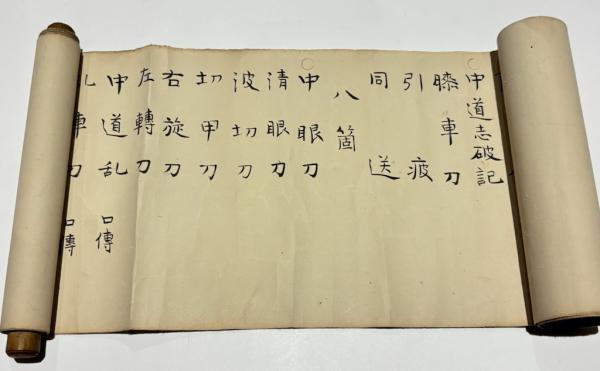 中道志破記
膝車刀
引疲
同送
八箇
中眼刀
清眼刀
波切刀
切甲刀
右旋刀
左轉刀
中道乱 口傳
乱車刀 口傳